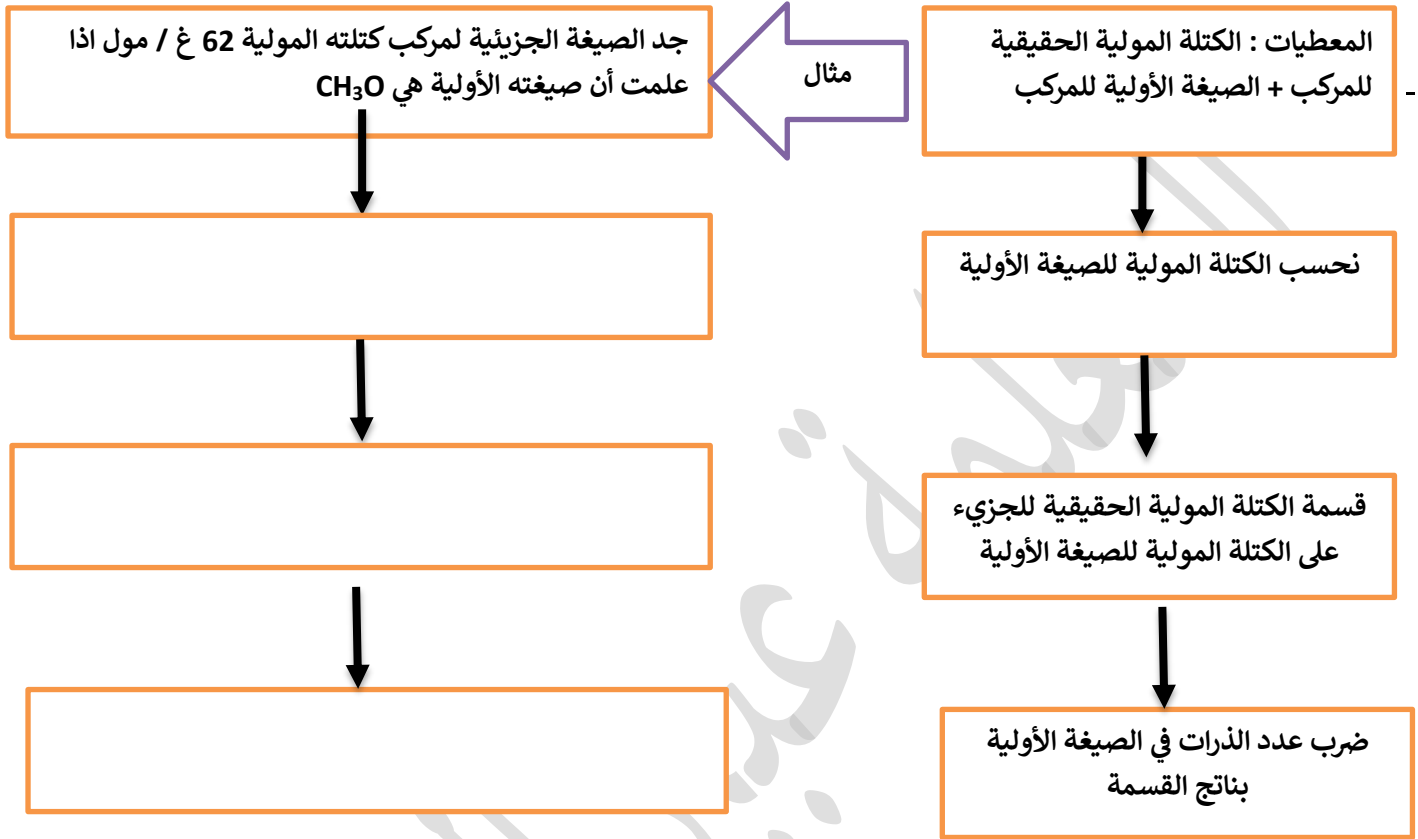 المعطيات : الكتلة المولية الحقيقية
للمركب + الصيغة الأولية للمركب
مثال
جد الصيغة الجزيئية لمركب كتلته المولية 62 غ / مول اذا
علمت أن صيغته الأولية هي CH₃O
نحسب الكتلة المولية للصيغة الأولية
قسمة الكتلة المولية الحقيقية للجزيء
على الكتلة المولية للصيغة الأولية
ضرب عدد الذرات في الصيغة الأولية
بناتج القسمة